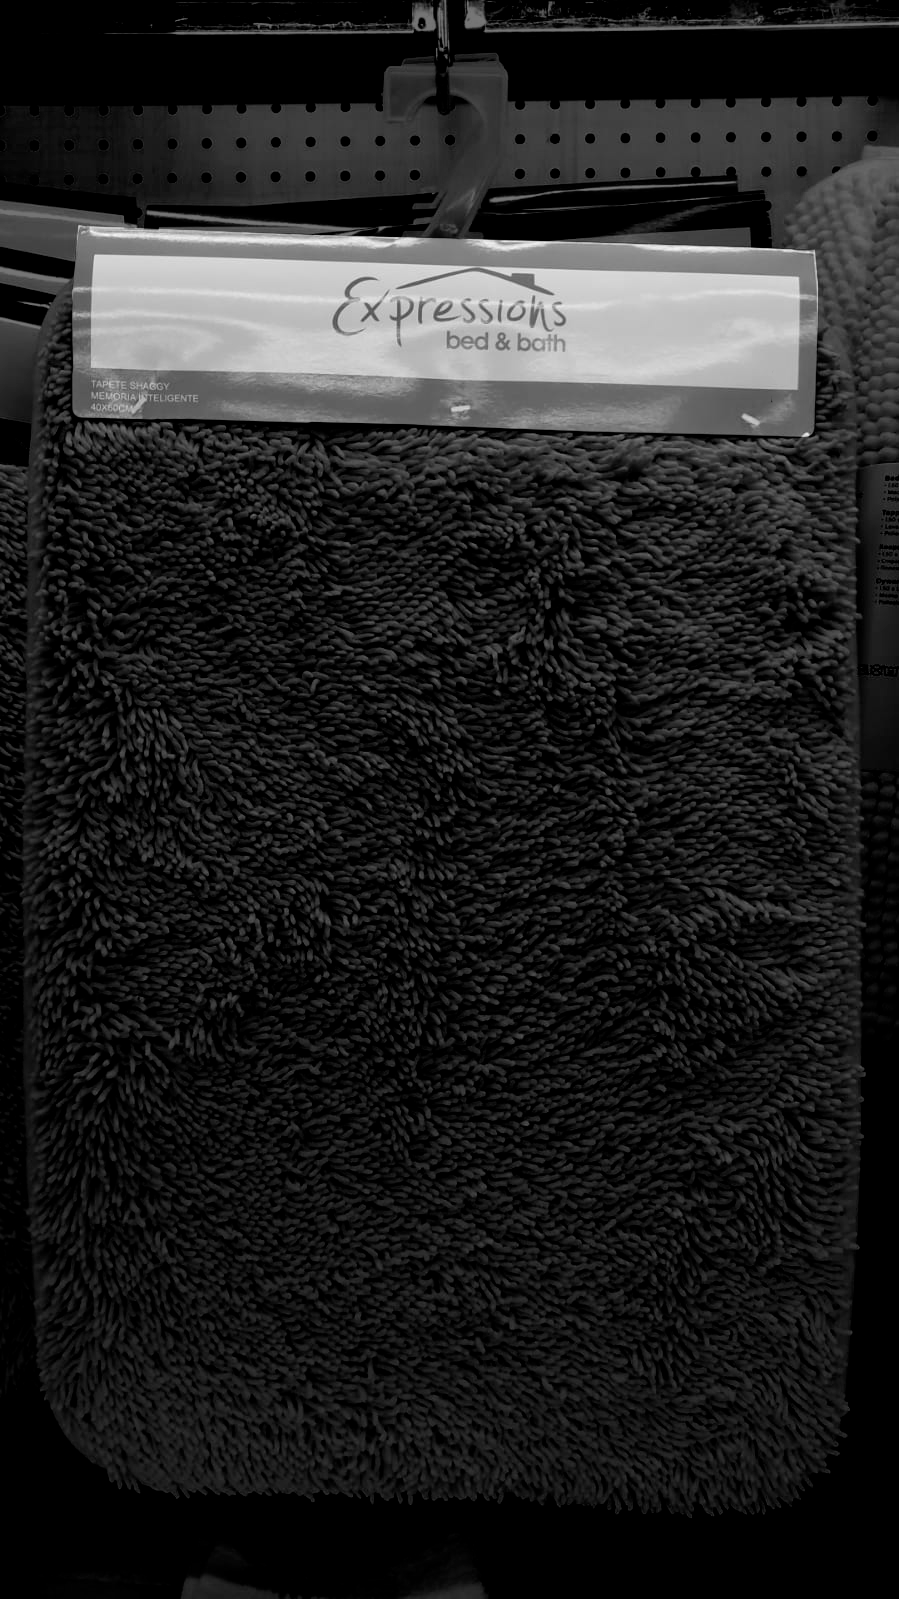 Expressions
bed & bath
TAPETE SHAGGY
MEMORIA INTELIGENTE
40X60CM